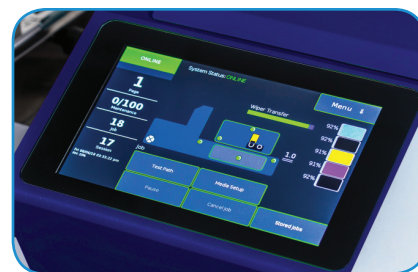 ONLINE
System Status:ONLINE
Menu
1
Page
0/100
Maintenance
18
Job
17
Session
Wiper Transfer
92%
92%
91%
91%
92%
1.0
Job
Test Path
Media Setup
Pause
Cancel Job
Stored Jobs